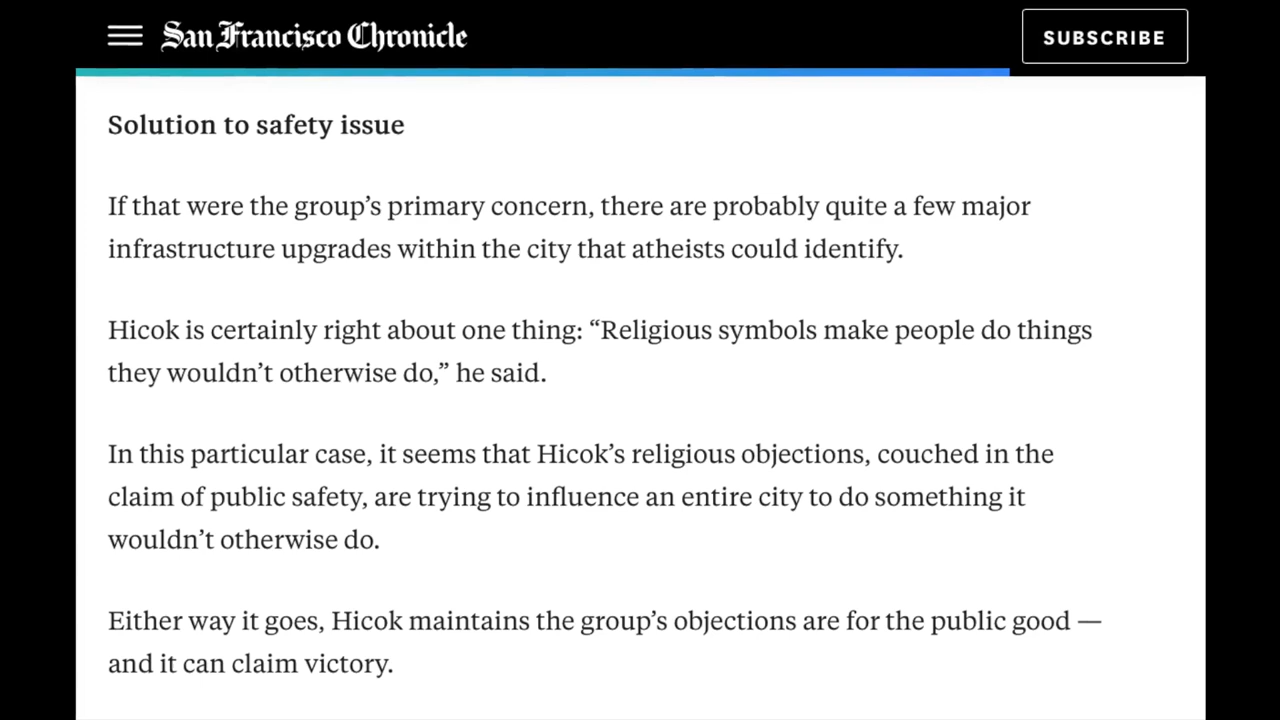 San Francisco Chronicle
SUBSCRIBE
Solution to safety issue
If that were the group’s primary concern, there are probably quite a few major
infrastructure upgrades within the city that atheists could identify.
Hicok is certainly right about one thing: “Religious symbols make people do things
they wouldn’t otherwise do,” he said.
In this particular case, it seems that Hicok’s religious objections, couched in the
claim of public safety, are trying to influence an entire city to do something it
wouldn’t otherwise do.
Either way it goes, Hicok maintains the group’s objections are for the public good —
and it can claim victory.